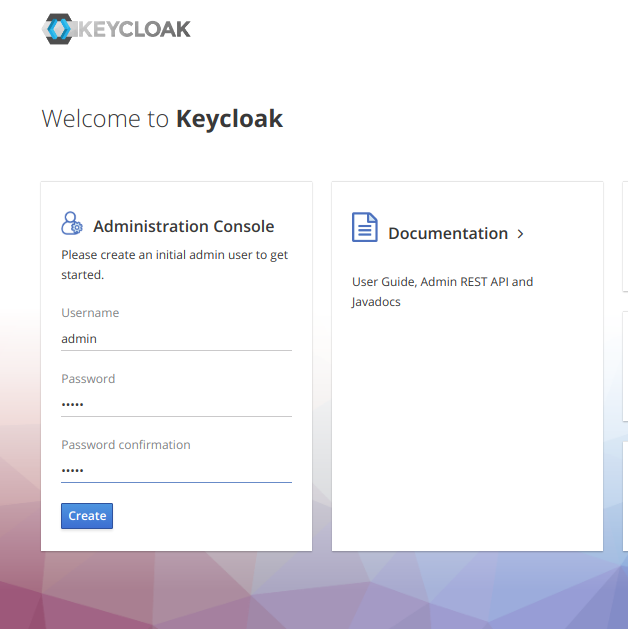 KEYCLOAK
Welcome to Keycloak
Administration Console
Please create an initial admin user to get
started.
Username
admin
Password
•••••
Password confirmation
•••••
Create
Documentation >
User Guide, Admin REST API and
Javadocs